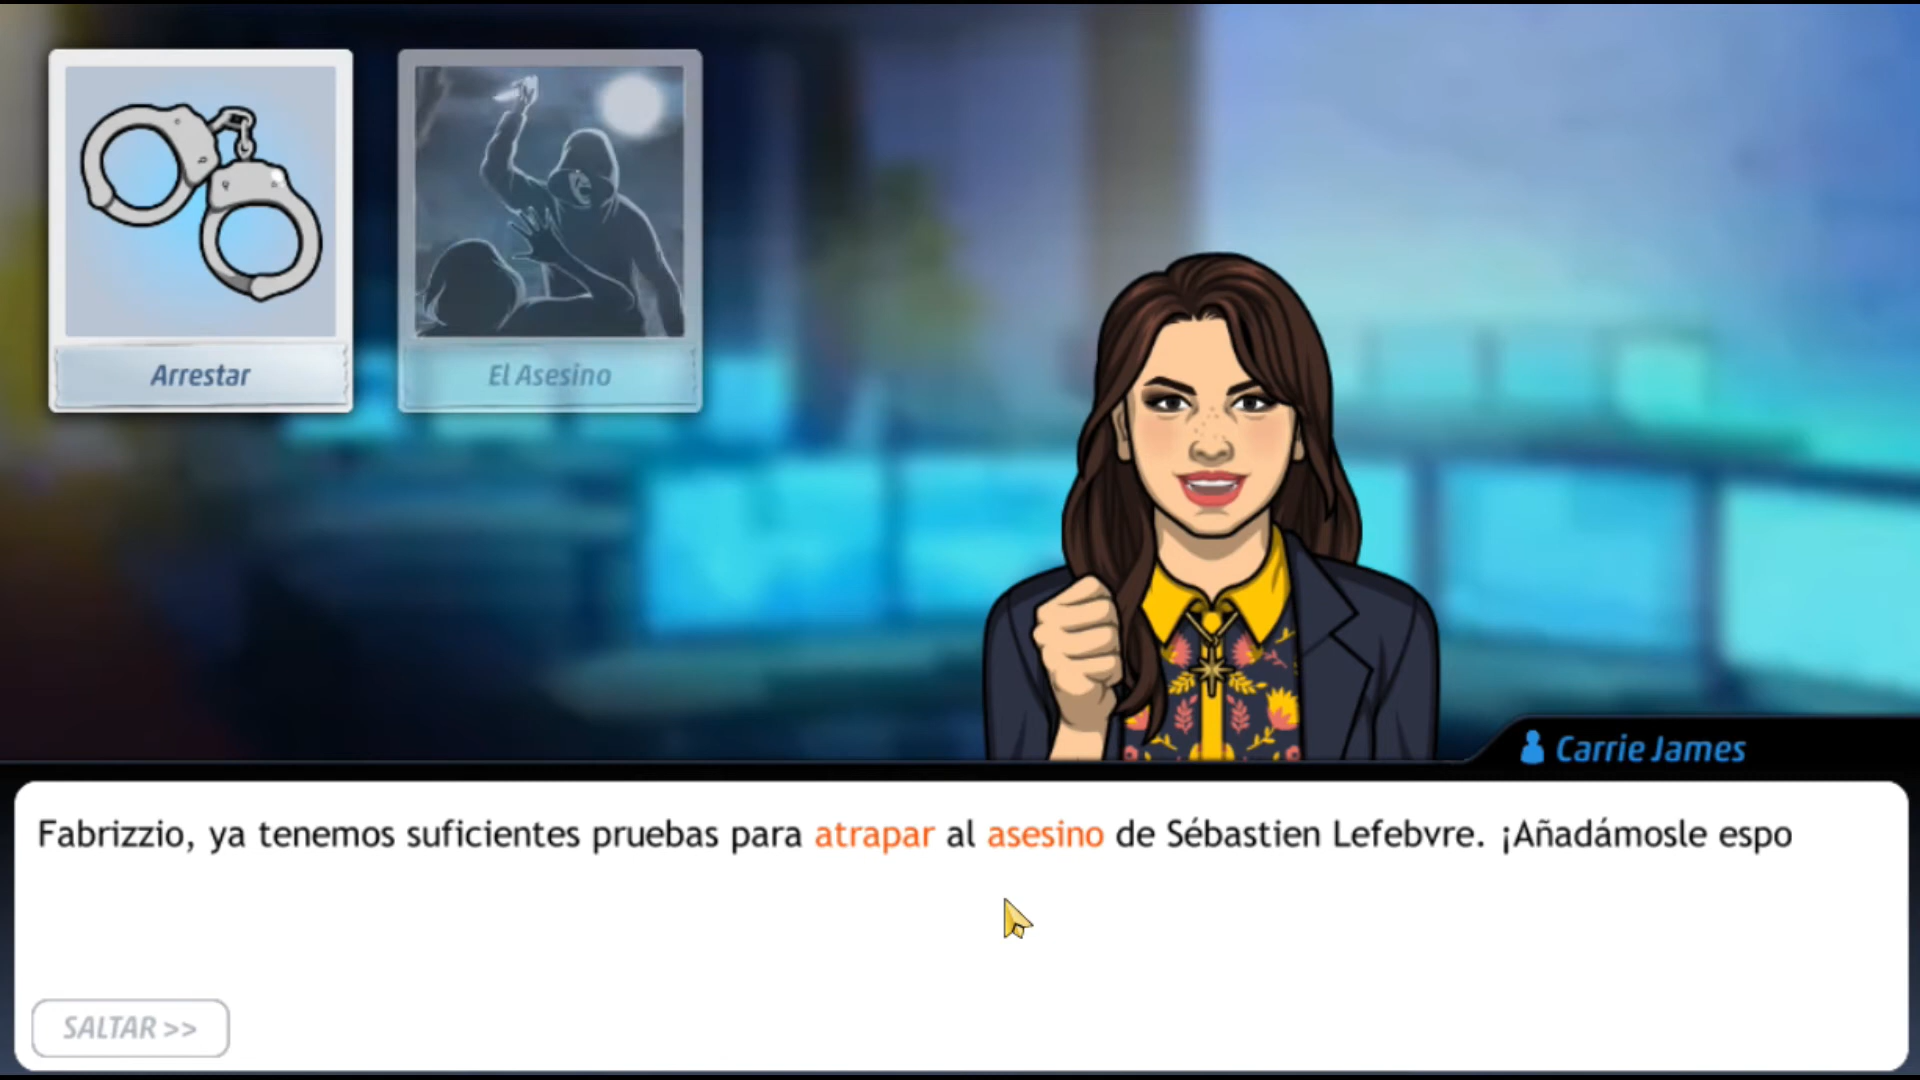 Arrestar
El Asesino
Carrie James
Fabrizzio, ya tenemos suficientes pruebas para atrapar al asesino de Sébastien Lefebvre. ¡Añadámosle espo
SALTAR >>